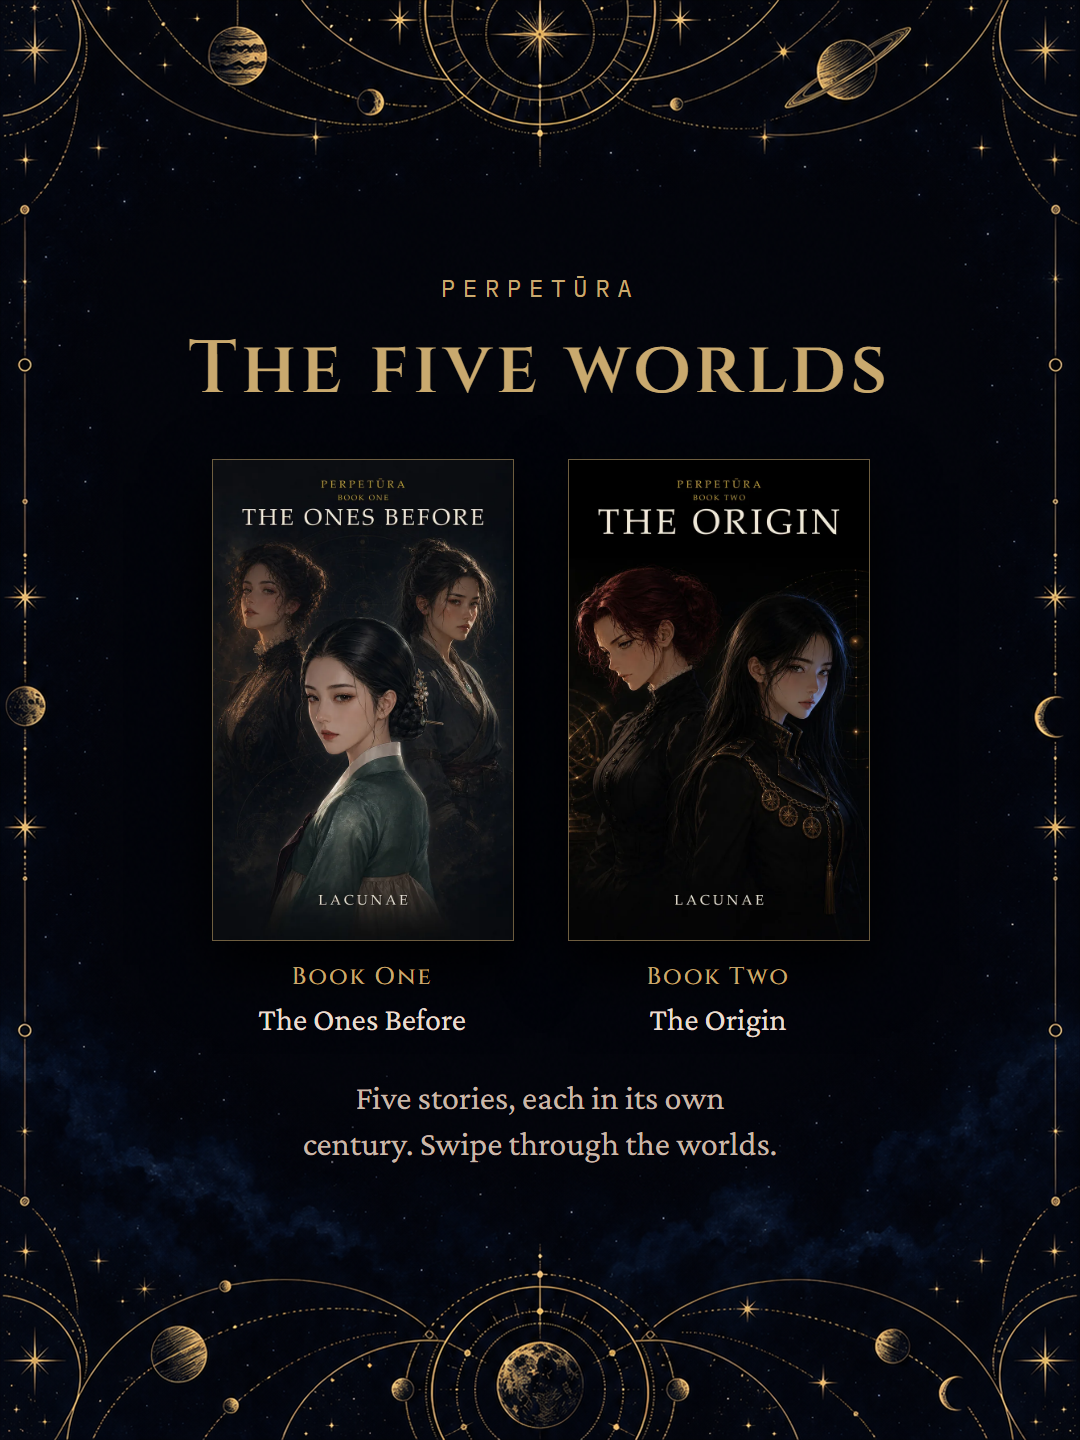 PERPETŪRA
THE FIVE WORLDS
PERPETŪRA
BOOK ONE
THE ONES BEFORE
LACUNAE
PERPETŪRA
BOOK TWO
THE ORIGIN
LACUNAE
BOOK ONE
The Ones Before
BOOK TWO
The Origin
Five stories, each in its own
century. Swipe through the worlds.